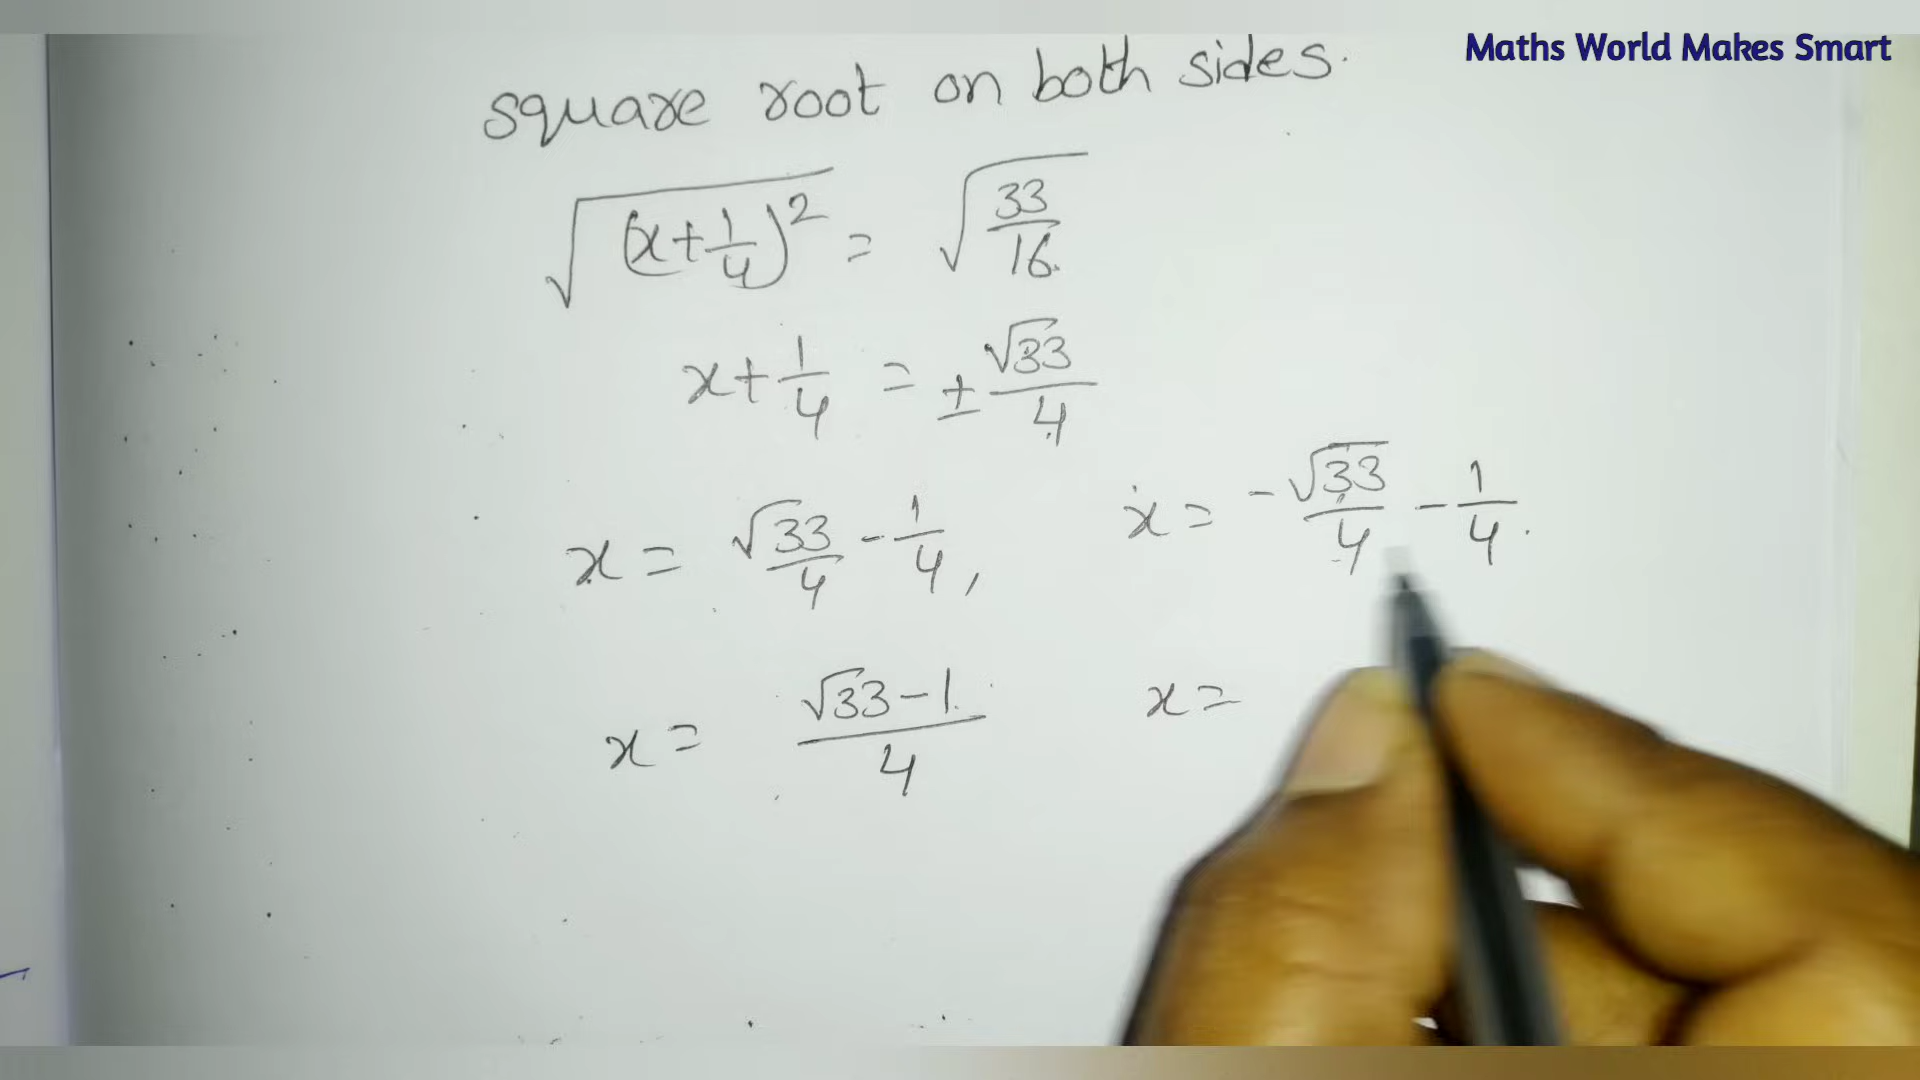 Maths World Makes Smart
square root on both sides.
√(x+1/4)² = √33/16
x+1/4 = ±√33/4
x = √33/4 - 1/4, x = -√33/4 - 1/4.
x = √33-1/4 x =